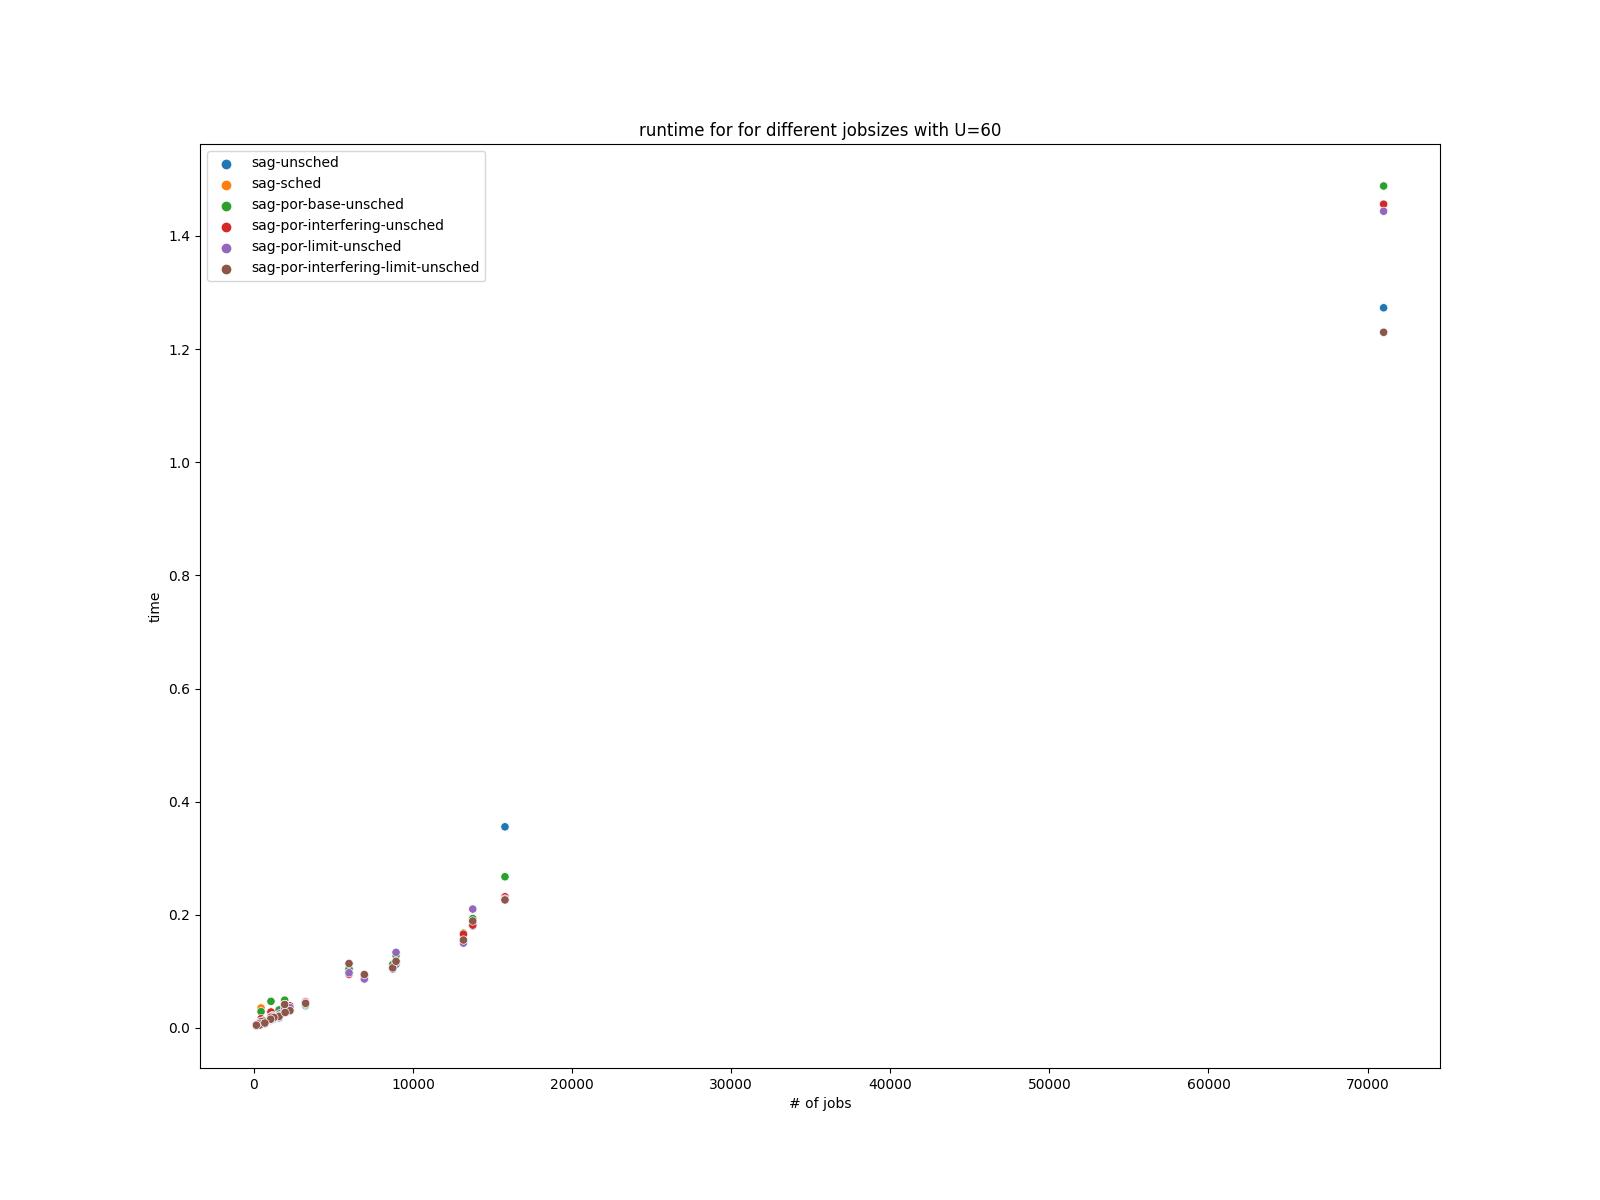 runtime for for different jobsizes with U=60
sag-unsched
sag-sched
sag-por-base-unsched
sag-por-interfering-unsched
sag-por-limit-unsched
sag-por-interfering-limit-unsched
1.4
1.2
1.0
0.8
0.6
0.4
0.2
0.0
time
0 10000 20000 30000 40000 50000 60000 70000
# of jobs